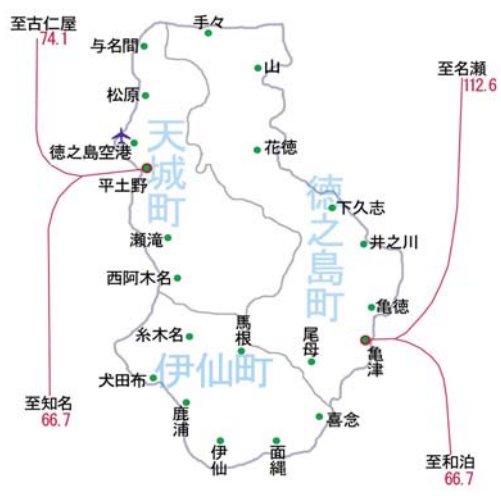 手々
至古仁屋
74.1
与名間
山
至名瀬
112.6
松原
徳之島空港
天城町
花徳
平土野
徳之島町
下久志
瀬滝
井之川
西阿木名
亀徳
糸木名
馬根
尾母
亀津
伊仙町
犬田布
至知名
66.7
鹿浦
喜念
伊仙
面縄
至和泊
66.7